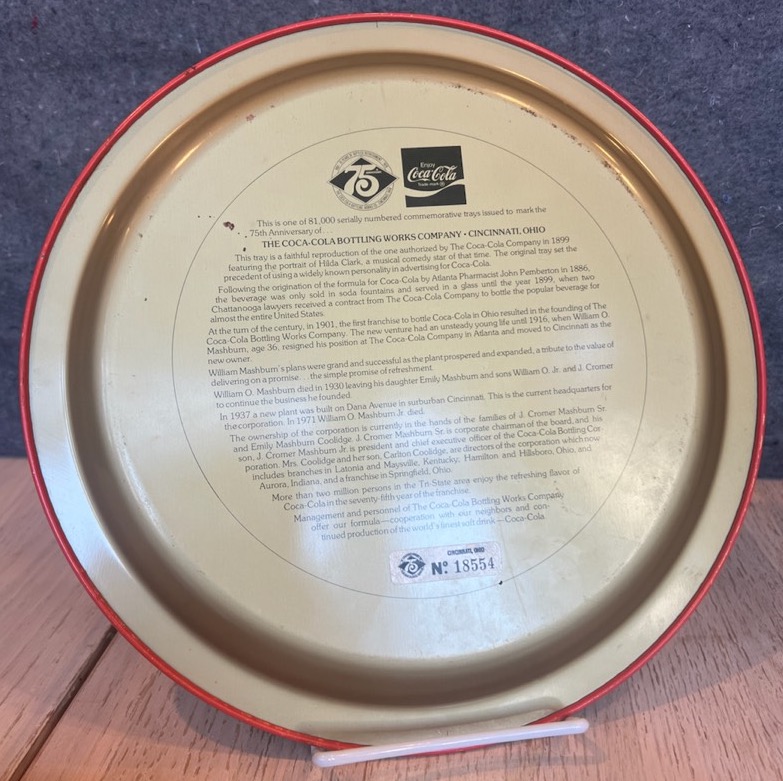 75
Enjoy
Coca-Cola
Trade-mark ®
This is one of 81,000 serially numbered commemorative trays issued to mark the
75th Anniversary of . . .
THE COCA-COLA BOTTLING WORKS COMPANY • CINCINNATI, OHIO
This tray is a faithful reproduction of the one authorized by The Coca-Cola Company in 1899
featuring the portrait of Hilda Clark, a musical comedy star of that time. The original tray set the
precedent of using a widely known personality in advertising for Coca-Cola.
Following the origination of the formula for Coca-Cola by Atlanta Pharmacist John Pemberton in 1886,
the beverage was only sold in soda fountains and served in a glass until the year 1899, when two
Chattanooga lawyers received a contract from The Coca-Cola Company to bottle the popular beverage for
almost the entire United States.
At the turn of the century, in 1901, the first franchise to bottle Coca-Cola in Ohio resulted in the founding of The
Coca-Cola Bottling Works Company. The new venture had an unsteady young life until 1916, when William O.
Mashburn, age 36, resigned his position at The Coca-Cola Company in Atlanta and moved to Cincinnati as the
new owner.
William Mashburn's plans were grand and successful as the plant prospered and expanded, a tribute to the value of
delivering on a promise. . . the simple promise of refreshment.
William O. Mashburn died in 1930 leaving his daughter Emily Mashburn and sons William O. Jr. and J. Cromer
to continue the business he founded.
In 1937 a new plant was built on Dana Avenue in suburban Cincinnati. This is the current headquarters for
the corporation. In 1971 William O. Mashburn Jr. died.
The ownership of the corporation is currently in the hands of the families of J. Cromer Mashburn Sr.
and Emily Mashburn Coolidge. J. Cromer Mashburn Sr. is corporate chairman of the board, and his
son, J. Cromer Mashburn Jr. is president and chief executive officer of the Coca-Cola Bottling Cor-
poration. Mrs. Coolidge and her son, Carlton Coolidge, are directors of the corporation which now
includes branches in Latonia and Maysville, Kentucky; Hamilton and Hillsboro, Ohio, and
Aurora, Indiana, and a franchise in Springfield, Ohio.
More than two million persons in the Tri-State area enjoy the refreshing flavor of
Coca-Cola in the seventy-fifth year of the franchise.
Management and personnel of The Coca-Cola Bottling Works Company
offer our formula—cooperation with our neighbors and con-
tinued production of the world's finest soft drink—Coca-Cola.
CINCINNATI, OHIO
75 No. 18554